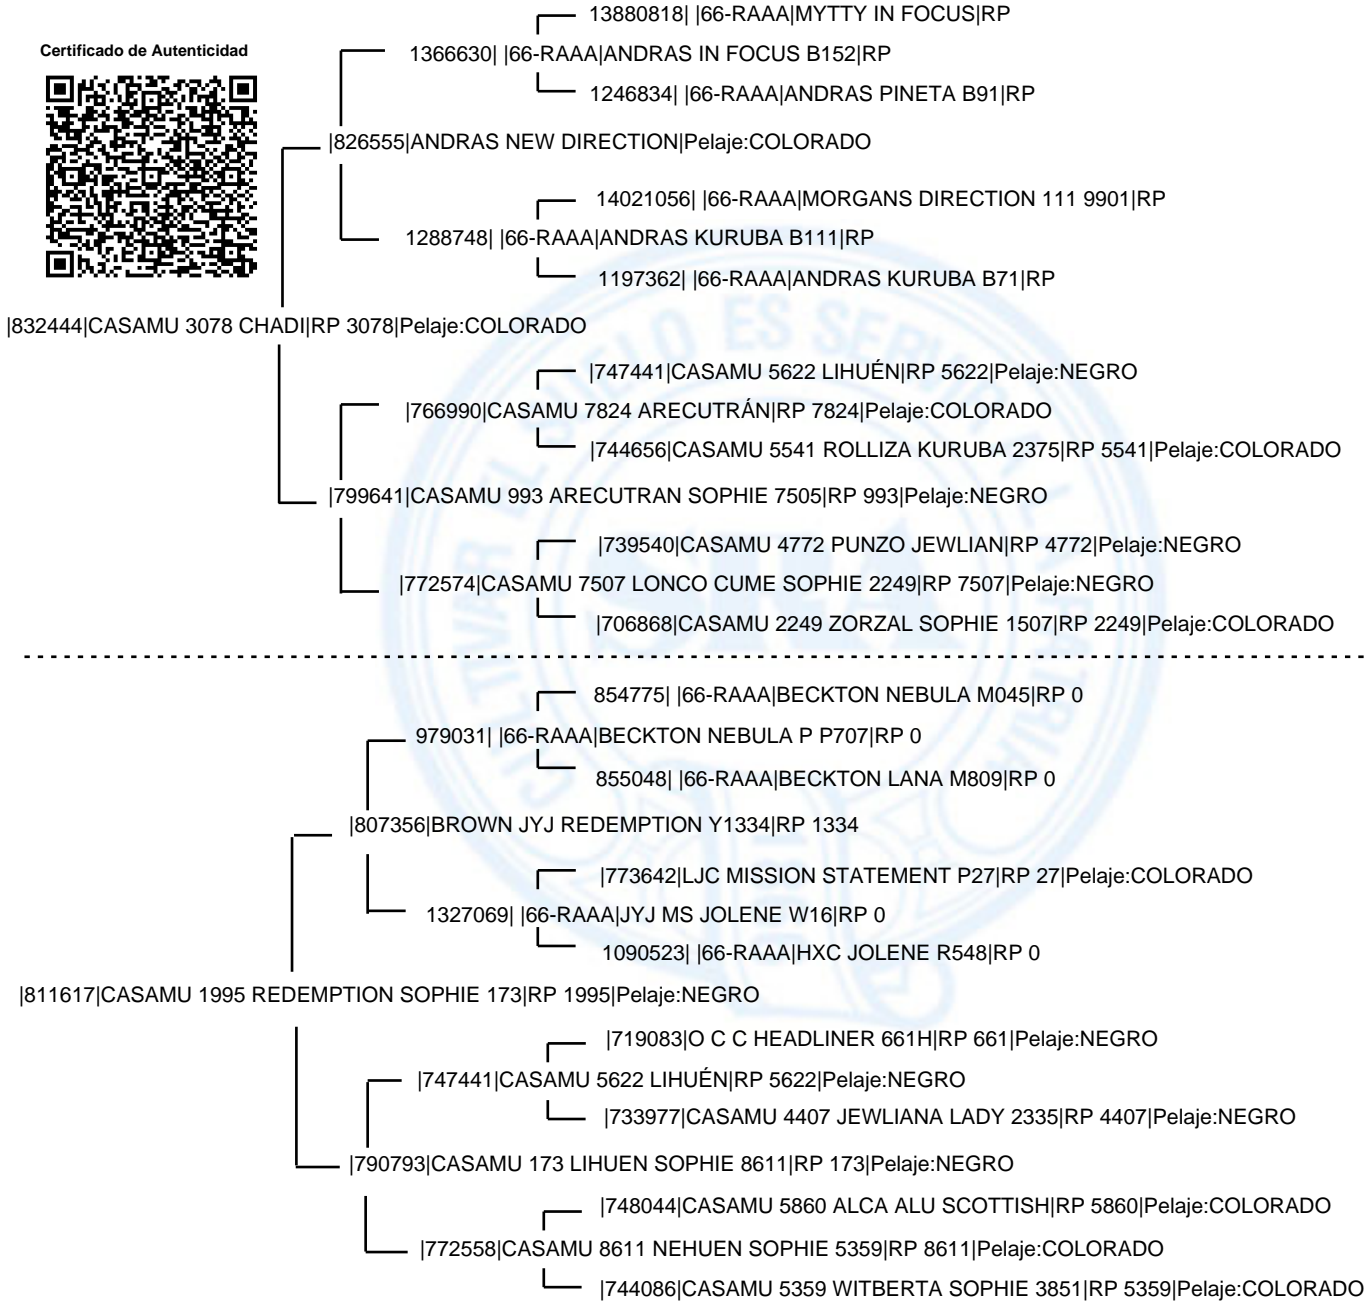 13880818| |66-RAAA|MYTTY IN FOCUS|RP
Certificado de Autenticidad
1366630| |66-RAAA|ANDRAS IN FOCUS B152|RP
1246834| |66-RAAA|ANDRAS PINETA B91|RP
|826555|ANDRAS NEW DIRECTION|Pelaje:COLORADO
14021056| |66-RAAA|MORGANS DIRECTION 111 9901|RP
1288748| |66-RAAA|ANDRAS KURUBA B111|RP
1197362| |66-RAAA|ANDRAS KURUBA B71|RP
|832444|CASAMU 3078 CHADI|RP 3078|Pelaje:COLORADO
|747441|CASAMU 5622 LIHUÉN|RP 5622|Pelaje:NEGRO
|766990|CASAMU 7824 ARECUTRÁN|RP 7824|Pelaje:COLORADO
|744656|CASAMU 5541 ROLLIZA KURUBA 2375|RP 5541|Pelaje:COLORADO
|799641|CASAMU 993 ARECUTRAN SOPHIE 7505|RP 993|Pelaje:NEGRO
|739540|CASAMU 4772 PUNZO JEWLIAN|RP 4772|Pelaje:NEGRO
|772574|CASAMU 7507 LONCO CUME SOPHIE 2249|RP 7507|Pelaje:NEGRO
|706868|CASAMU 2249 ZORZAL SOPHIE 1507|RP 2249|Pelaje:COLORADO
854775| |66-RAAA|BECKTON NEBULA M045|RP 0
979031| |66-RAAA|BECKTON NEBULA P P707|RP 0
855048| |66-RAAA|BECKTON LANA M809|RP 0
|807356|BROWN JYJ REDEMPTION Y1334|RP 1334
|773642|LJC MISSION STATEMENT P27|RP 27|Pelaje:COLORADO
1327069| |66-RAAA|JYJ MS JOLENE W16|RP 0
1090523| |66-RAAA|HXC JOLENE R548|RP 0
|811617|CASAMU 1995 REDEMPTION SOPHIE 173|RP 1995|Pelaje:NEGRO
|719083|O C C HEADLINER 661H|RP 661|Pelaje:NEGRO
|747441|CASAMU 5622 LIHUÉN|RP 5622|Pelaje:NEGRO
|733977|CASAMU 4407 JEWLIANA LADY 2335|RP 4407|Pelaje:NEGRO
|790793|CASAMU 173 LIHUEN SOPHIE 8611|RP 173|Pelaje:NEGRO
|748044|CASAMU 5860 ALCA ALU SCOTTISH|RP 5860|Pelaje:COLORADO
|772558|CASAMU 8611 NEHUEN SOPHIE 5359|RP 8611|Pelaje:COLORADO
|744086|CASAMU 5359 WITBERTA SOPHIE 3851|RP 5359|Pelaje:COLORADO
CULTIVAR EL SUELO ES SERVIR A LA PATRIA
SRA
1866